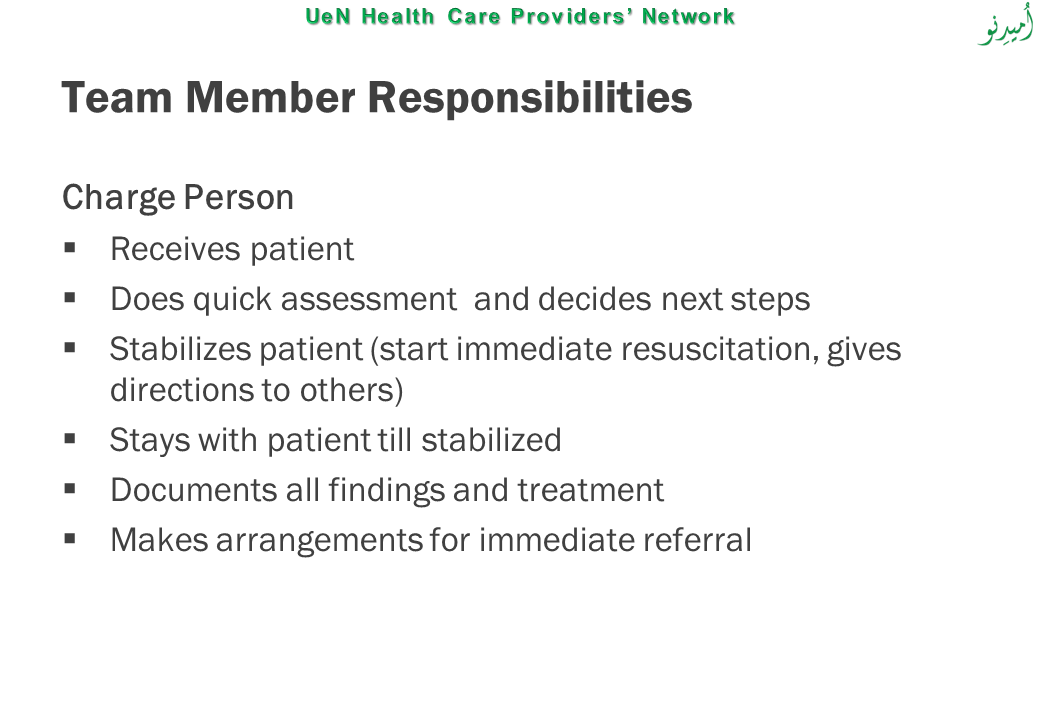 UeN Health Care Providers’ Network
اُميدِنو
Team Member Responsibilities
Charge Person
▪ Receives patient
▪ Does quick assessment  and decides next steps
▪ Stabilizes patient (start immediate resuscitation, gives
directions to others)
▪ Stays with patient till stabilized
▪ Documents all findings and treatment
▪ Makes arrangements for immediate referral